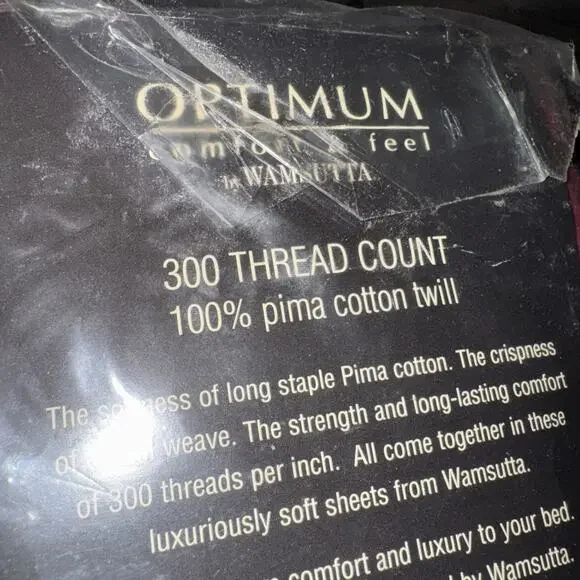 OPTIMUM
comfort & feel
by WAMSUTTA
300 THREAD COUNT
100% pima cotton twill
The softness of long staple Pima cotton. The crispness
of weave. The strength and long-lasting comfort
of 300 threads per inch. All come together in these
luxuriously soft sheets from Wamsutta.
comfort and luxury to your bed.
by Wamsutta.